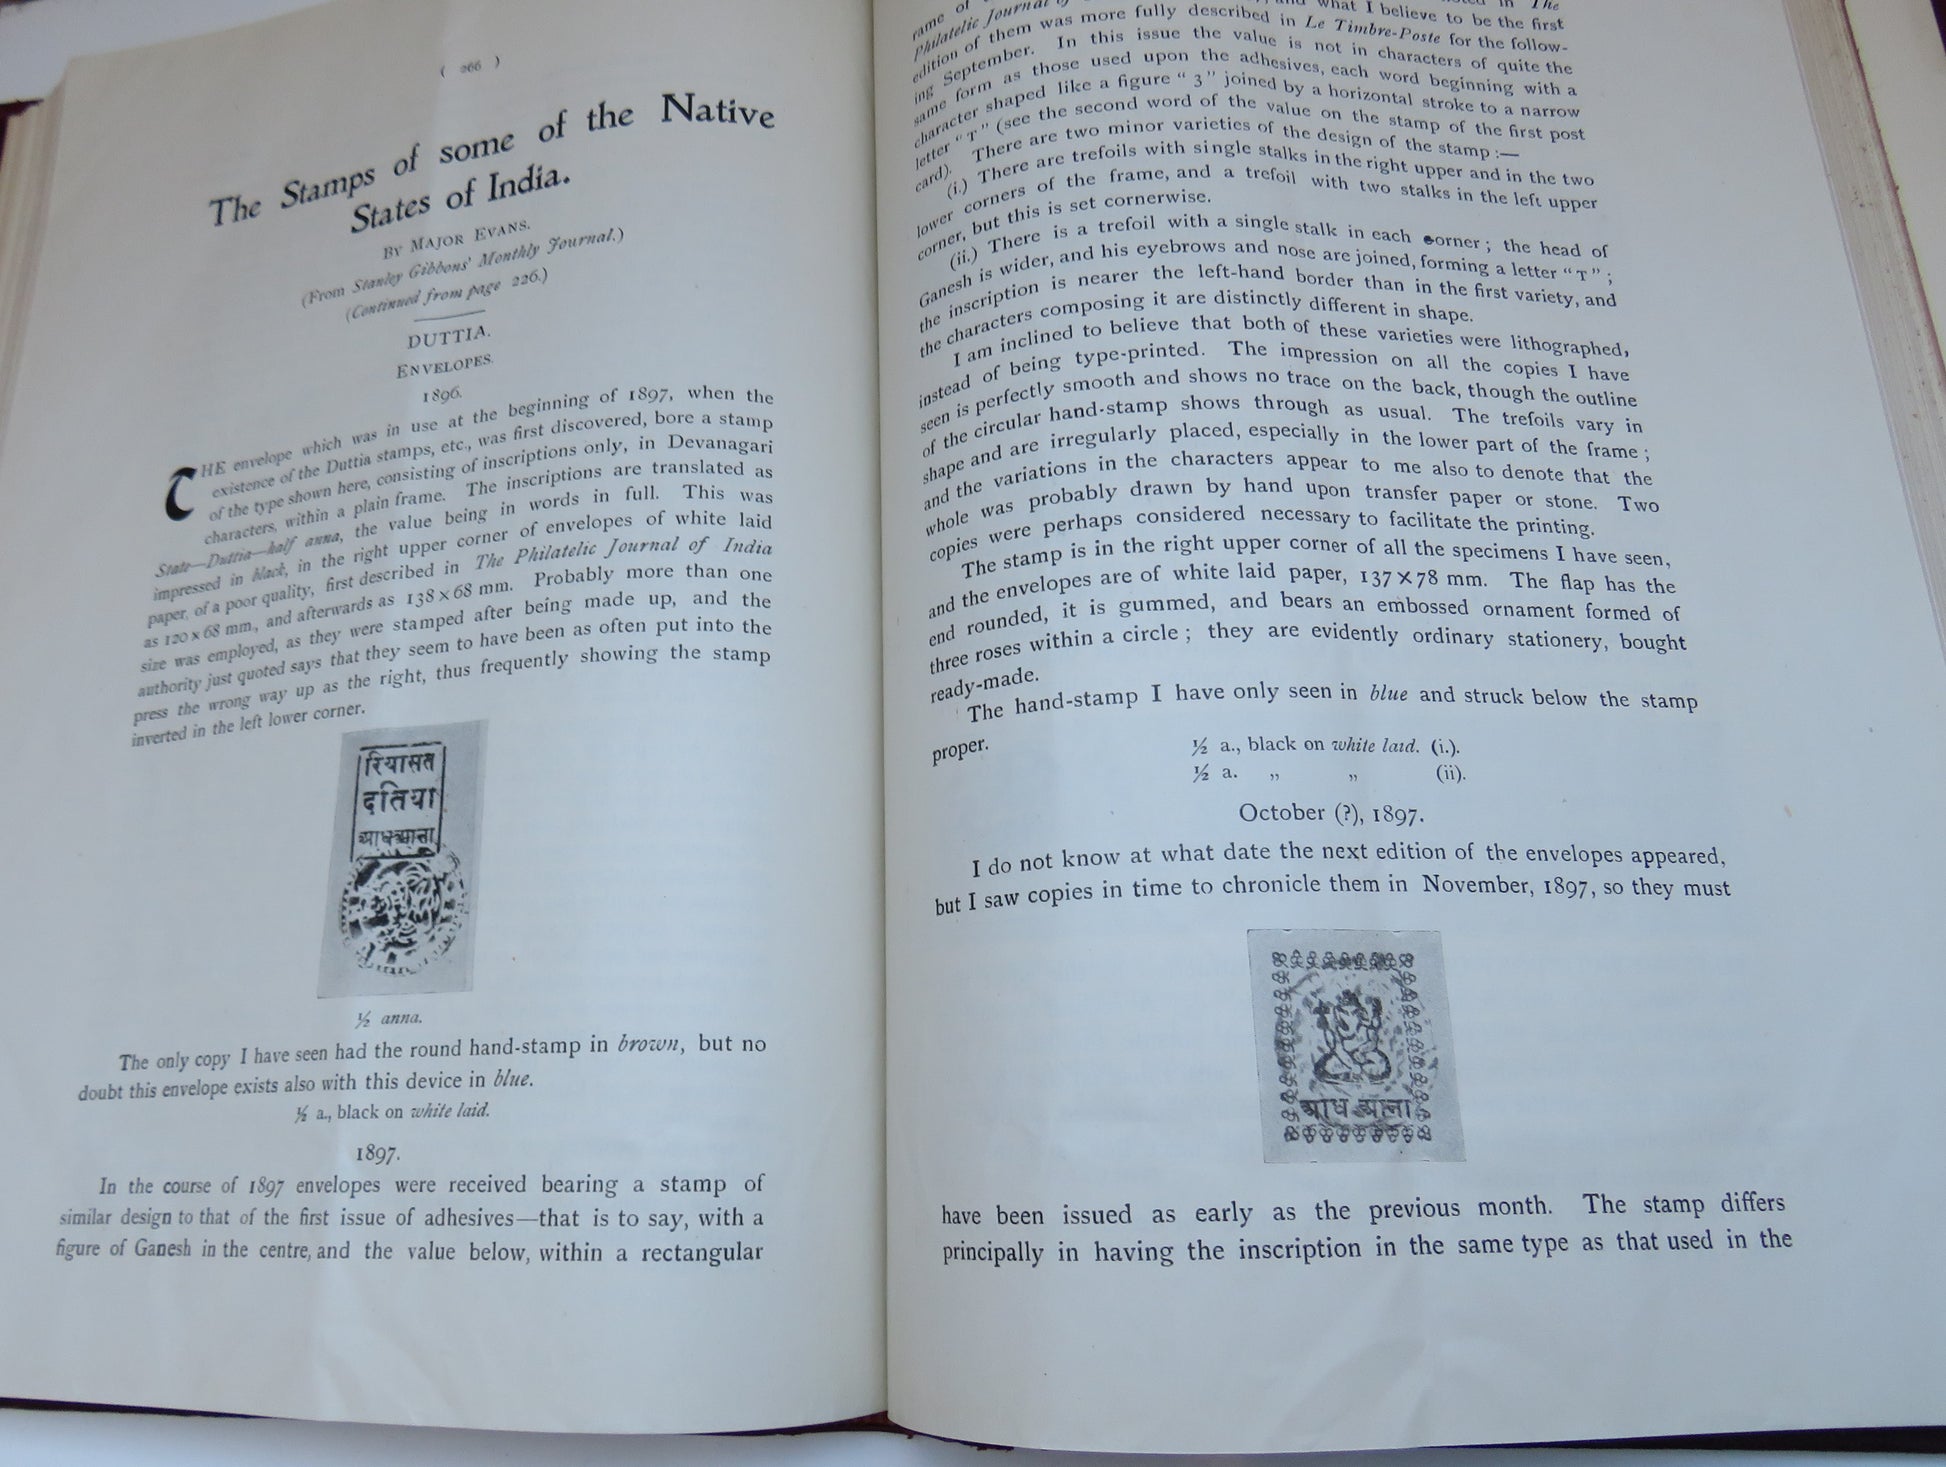 ( 266 )
The Stamps of some of the Native
States of India.
By Major Evans.
(From Stanley Gibbons' Monthly Journal.)
(Continued from page 226.)
DUTTIA.
Envelopes.
1896.
THE envelope which was in use at the beginning of 1897, when the
existence of the Duttia stamps, etc., was first discovered, bore a stamp
of the type shown here, consisting of inscriptions only, in Devanagari
characters, within a plain frame. The inscriptions are translated as
State—Duttia—half anna, the value being in words in full. This was
impressed in black, in the right upper corner of envelopes of white laid
paper, of a poor quality, first described in The Philatelic Journal of India
as 120 × 68 mm., and afterwards as 138 × 68 mm. Probably more than one
size was employed, as they were stamped after being made up, and the
authority just quoted says that they seem to have been as often put into the
press the wrong way up as the right, thus frequently showing the stamp
inverted in the left lower corner.
रियासत
दतिया
आधआना
½ anna.
The only copy I have seen had the round hand-stamp in brown, but no
doubt this envelope exists also with this device in blue.
½ a., black on white laid.
1897.
In the course of 1897 envelopes were received bearing a stamp of
similar design to that of the first issue of adhesives—that is to say, with a
figure of Ganesh in the centre, and the value below, within a rectangular
frame of what I believe to be the first
Philatelic Journal in The
edition of them was more fully described in Le Timbre-Poste for the follow-
ing September. In this issue the value is not in characters of quite the
same form as those used upon the adhesives, each word beginning with a
character shaped like a figure "3" joined by a horizontal stroke to a narrow
letter "T" (see the second word of the value on the stamp of the first post
card). There are two minor varieties of the design of the stamp :—
(i.) There are trefoils with single stalks in the right upper and in the two
lower corners of the frame, and a trefoil with two stalks in the left upper
corner, but this is set cornerwise.
(ii.) There is a trefoil with a single stalk in each corner; the head of
Ganesh is wider, and his eyebrows and nose are joined, forming a letter "T";
the inscription is nearer the left-hand border than in the first variety, and
the characters composing it are distinctly different in shape.
I am inclined to believe that both of these varieties were lithographed,
instead of being type-printed. The impression on all the copies I have
seen is perfectly smooth and shows no trace on the back, though the outline
of the circular hand-stamp shows through as usual. The trefoils vary in
shape and are irregularly placed, especially in the lower part of the frame;
and the variations in the characters appear to me also to denote that the
whole was probably drawn by hand upon transfer paper or stone. Two
copies were perhaps considered necessary to facilitate the printing.
The stamp is in the right upper corner of all the specimens I have seen,
and the envelopes are of white laid paper, 137 × 78 mm. The flap has the
end rounded, it is gummed, and bears an embossed ornament formed of
three roses within a circle; they are evidently ordinary stationery, bought
ready-made.
The hand-stamp I have only seen in blue and struck below the stamp
proper.
½ a., black on white laid. (i.).
½ a. „ „ (ii).
October (?), 1897.
I do not know at what date the next edition of the envelopes appeared,
but I saw copies in time to chronicle them in November, 1897, so they must
आध आना
have been issued as early as the previous month. The stamp differs
principally in having the inscription in the same type as that used in the